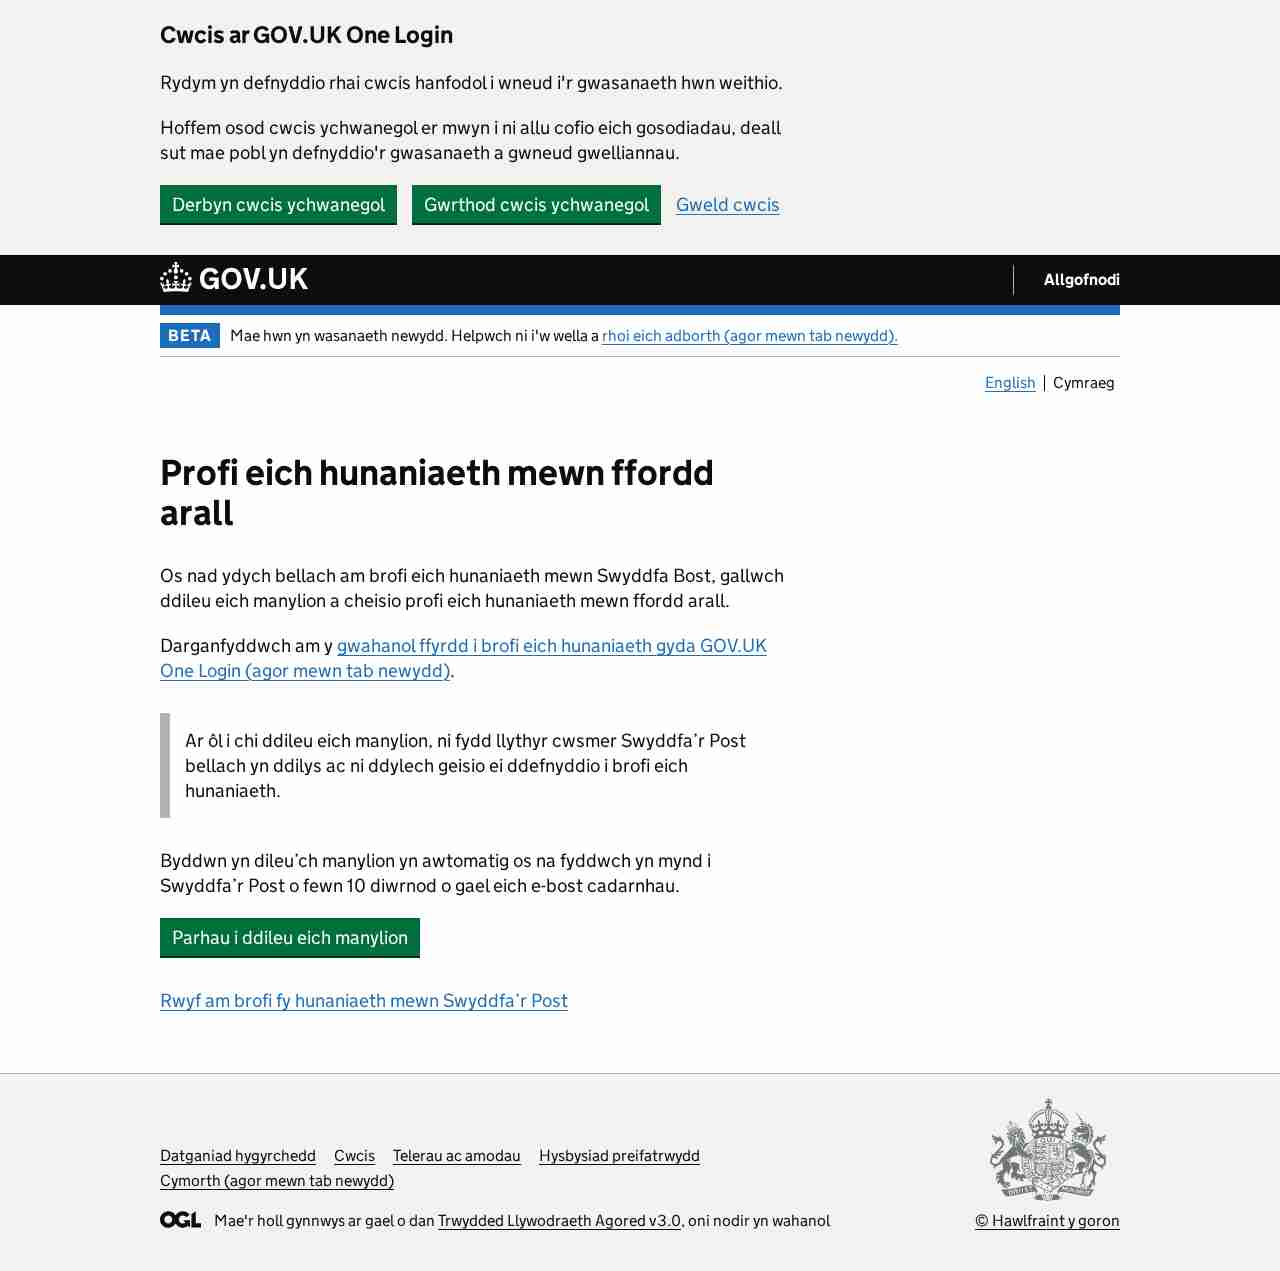 Cwcis ar GOV.UK One Login
Rydym yn defnyddio rhai cwcis hanfodol i wneud i'r gwasanaeth hwn weithio.
Hoffem osod cwcis ychwanegol er mwyn i ni allu cofio eich gosodiadau, deall
sut mae pobl yn defnyddio'r gwasanaeth a gwneud gwelliannau.
Derbyn cwcis ychwanegol Gwrthod cwcis ychwanegol Gweld cwcis
GOV.UK Allgofnodi
BETA Mae hwn yn wasanaeth newydd. Helpwch ni i'w wella a rhoi eich adborth (agor mewn tab newydd).
English Cymraeg
Profi eich hunaniaeth mewn ffordd
arall
Os nad ydych bellach am brofi eich hunaniaeth mewn Swyddfa Bost, gallwch
ddileu eich manylion a cheisio profi eich hunaniaeth mewn ffordd arall.
Darganfyddwch am y gwahanol ffyrdd i brofi eich hunaniaeth gyda GOV.UK
One Login (agor mewn tab newydd).
Ar ôl i chi ddileu eich manylion, ni fydd llythyr cwsmer Swyddfa’r Post
bellach yn ddilys ac ni ddylech geisio ei ddefnyddio i brofi eich
hunaniaeth.
Byddwn yn dileu’ch manylion yn awtomatig os na fyddwch yn mynd i
Swyddfa’r Post o fewn 10 diwrnod o gael eich e-bost cadarnhau.
Parhau i ddileu eich manylion
Rwyf am brofi fy hunaniaeth mewn Swyddfa’r Post
Datganiad hygyrchedd Cwcis Telerau ac amodau Hysbysiad preifatrwydd
Cymorth (agor mewn tab newydd)
OGL Mae'r holl gynnwys ar gael o dan Trwydded Llywodraeth Agored v3.0, oni nodir yn wahanol
© Hawlfraint y goron